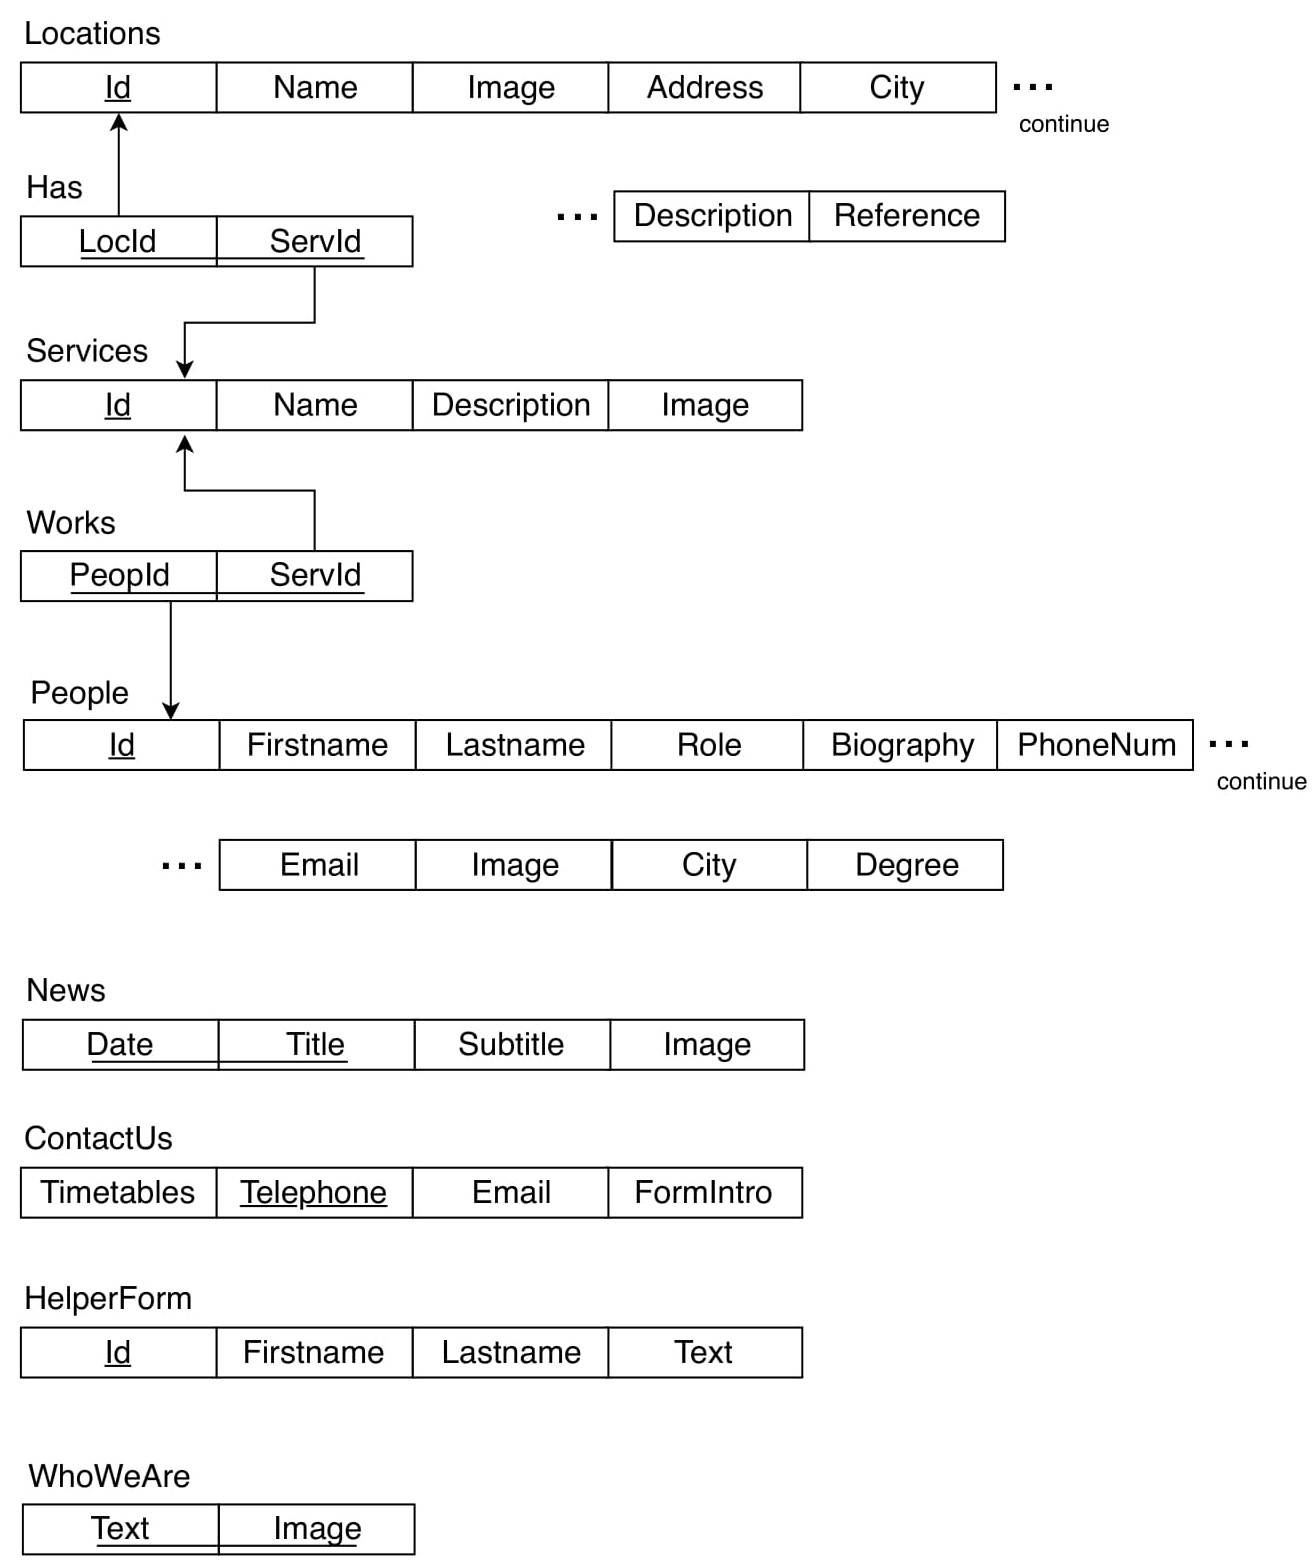 Locations
Id Name Image Address City ...
continue
Has
... Description Reference
LocId ServId
Services
Id Name Description Image
Works
PeopId ServId
People
Id Firstname Lastname Role Biography PhoneNum ...
continue
... Email Image City Degree
News
Date Title Subtitle Image
ContactUs
Timetables Telephone Email FormIntro
HelperForm
Id Firstname Lastname Text
WhoWeAre
Text Image